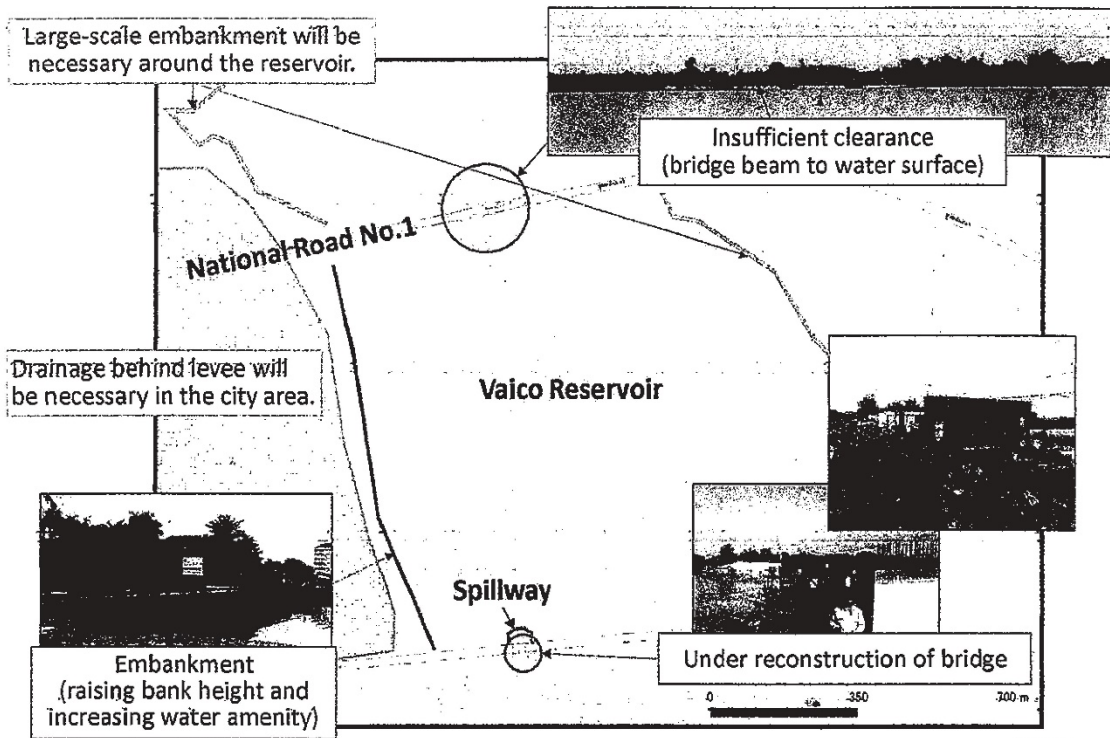 Large-scale embankment will be
necessary around the reservoir.
Insufficient clearance
(bridge beam to water surface)
National Road No.1
Drainage behind levee will
be necessary in the city area.
Vaico Reservoir
Spillway
Under reconstruction of bridge
Embankment
(raising bank height and
increasing water amenity)
0 350 700 m